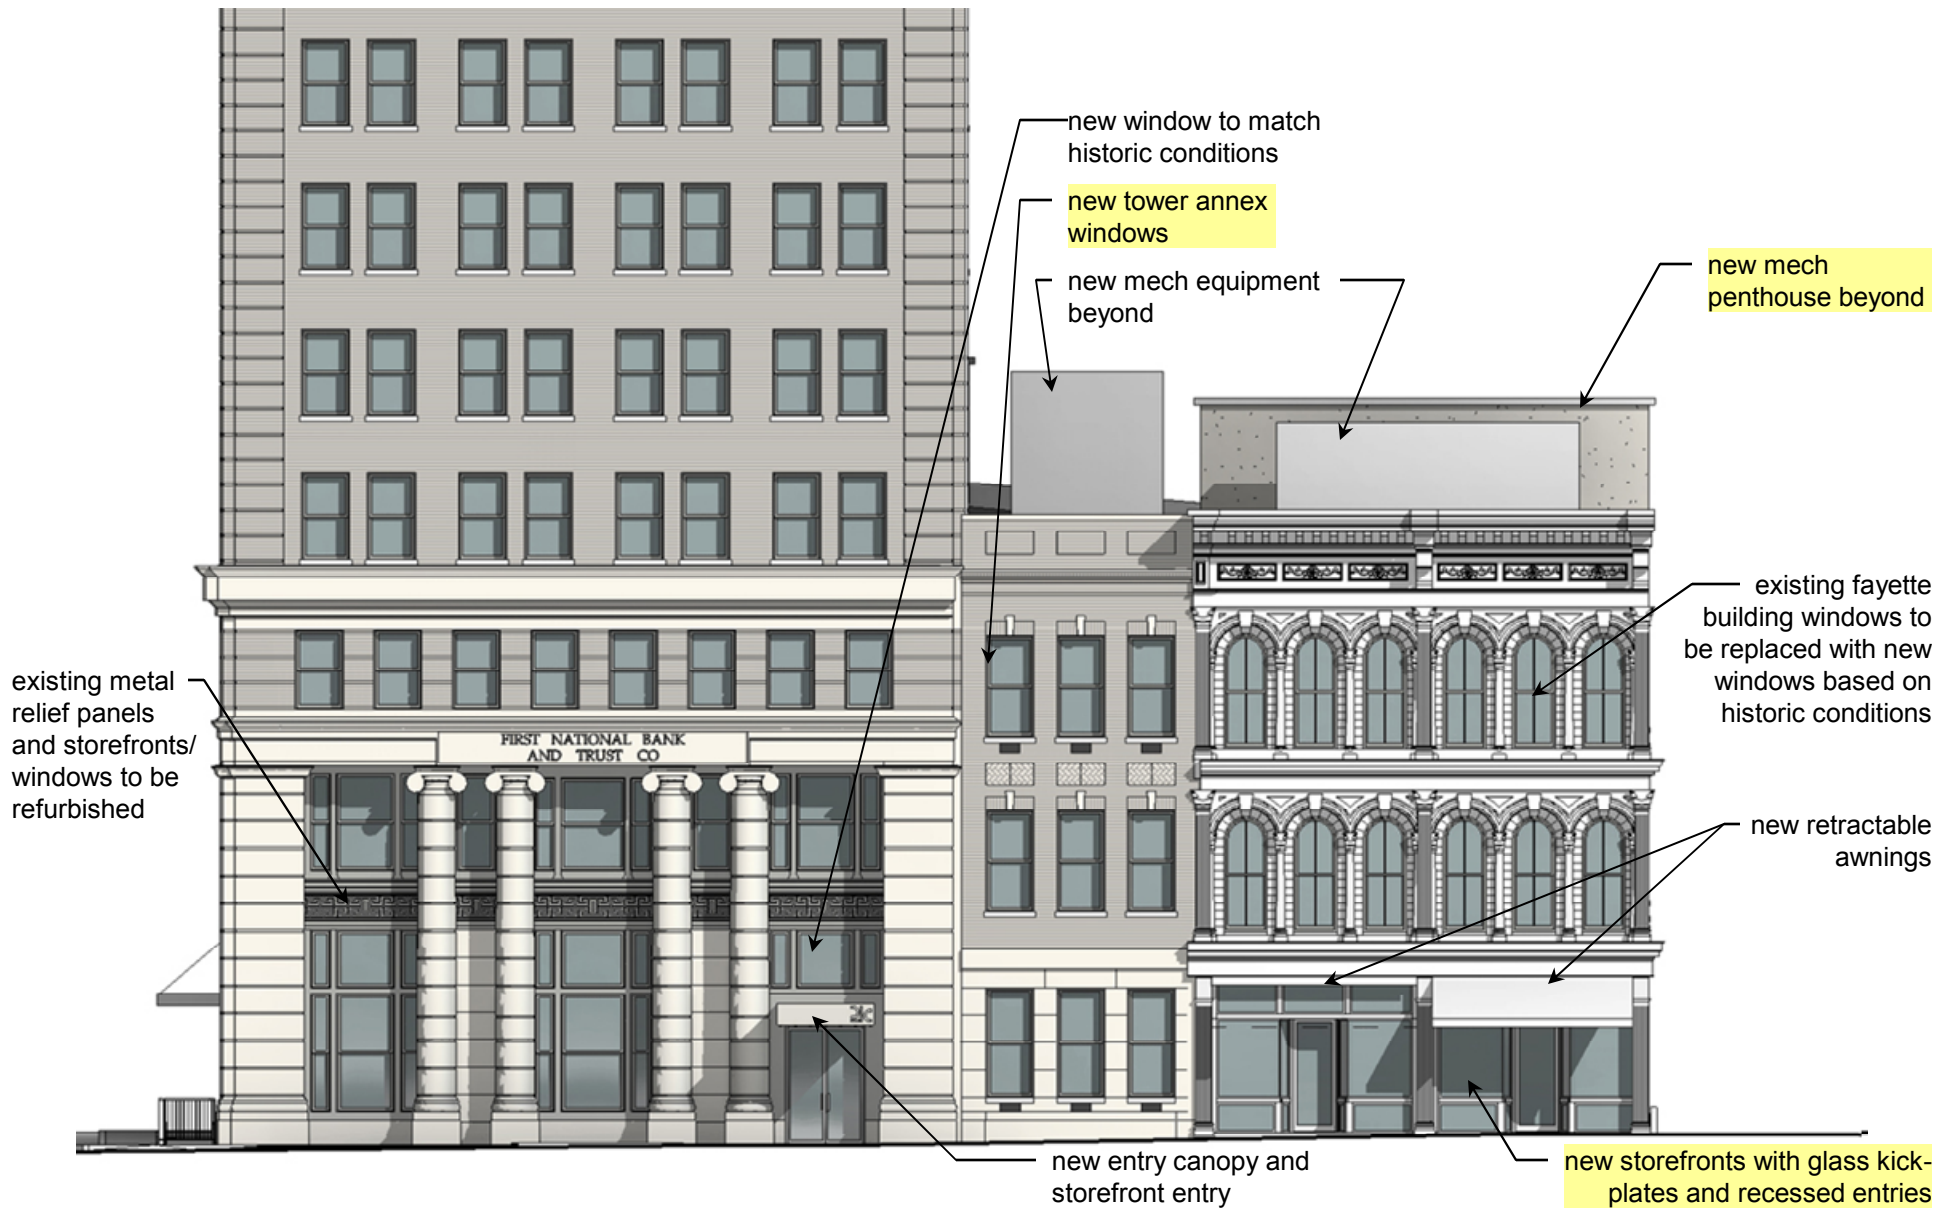 new window to match
historic conditions
new tower annex
windows
new mech equipment
beyond
new mech
penthouse beyond
existing fayette
building windows to
be replaced with new
windows based on
historic conditions
existing metal
relief panels
and storefronts/
windows to be
refurbished
FIRST NATIONAL BANK
AND TRUST CO
new retractable
awnings
21c
new entry canopy and
storefront entry
new storefronts with glass kick-
plates and recessed entries